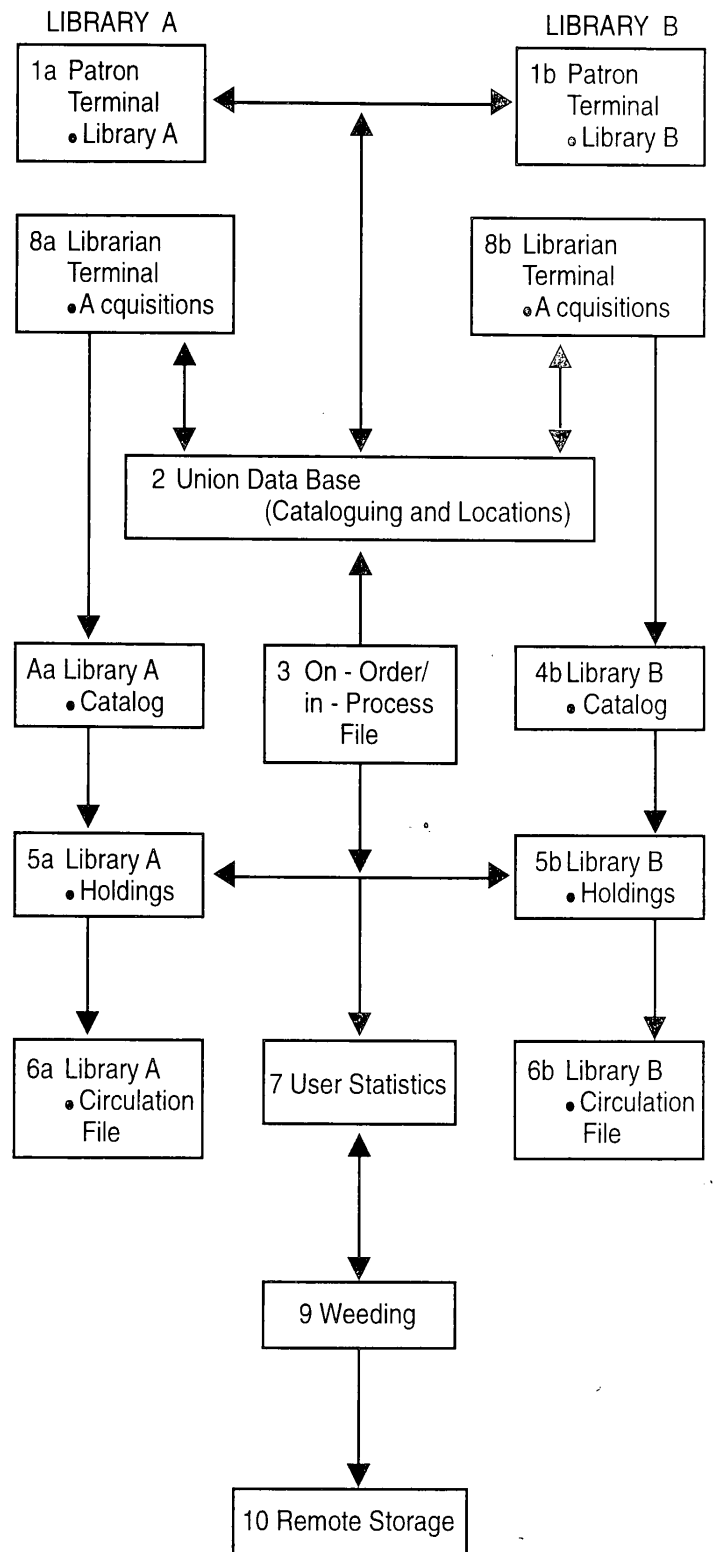 LIBRARY A
LIBRARY B
1a Patron
Terminal
• Library A
1b Patron
Terminal
• Library B
8a Librarian
Terminal
• A cquisitions
8b Librarian
Terminal
• A cquisitions
2 Union Data Base
(Cataloguing and Locations)
Aa Library A
• Catalog
3 On - Order/
in - Process
File
4b Library B
• Catalog
5a Library A
• Holdings
5b Library B
• Holdings
6a Library A
• Circulation
File
7 User Statistics
6b Library B
• Circulation
File
9 Weeding
10 Remote Storage